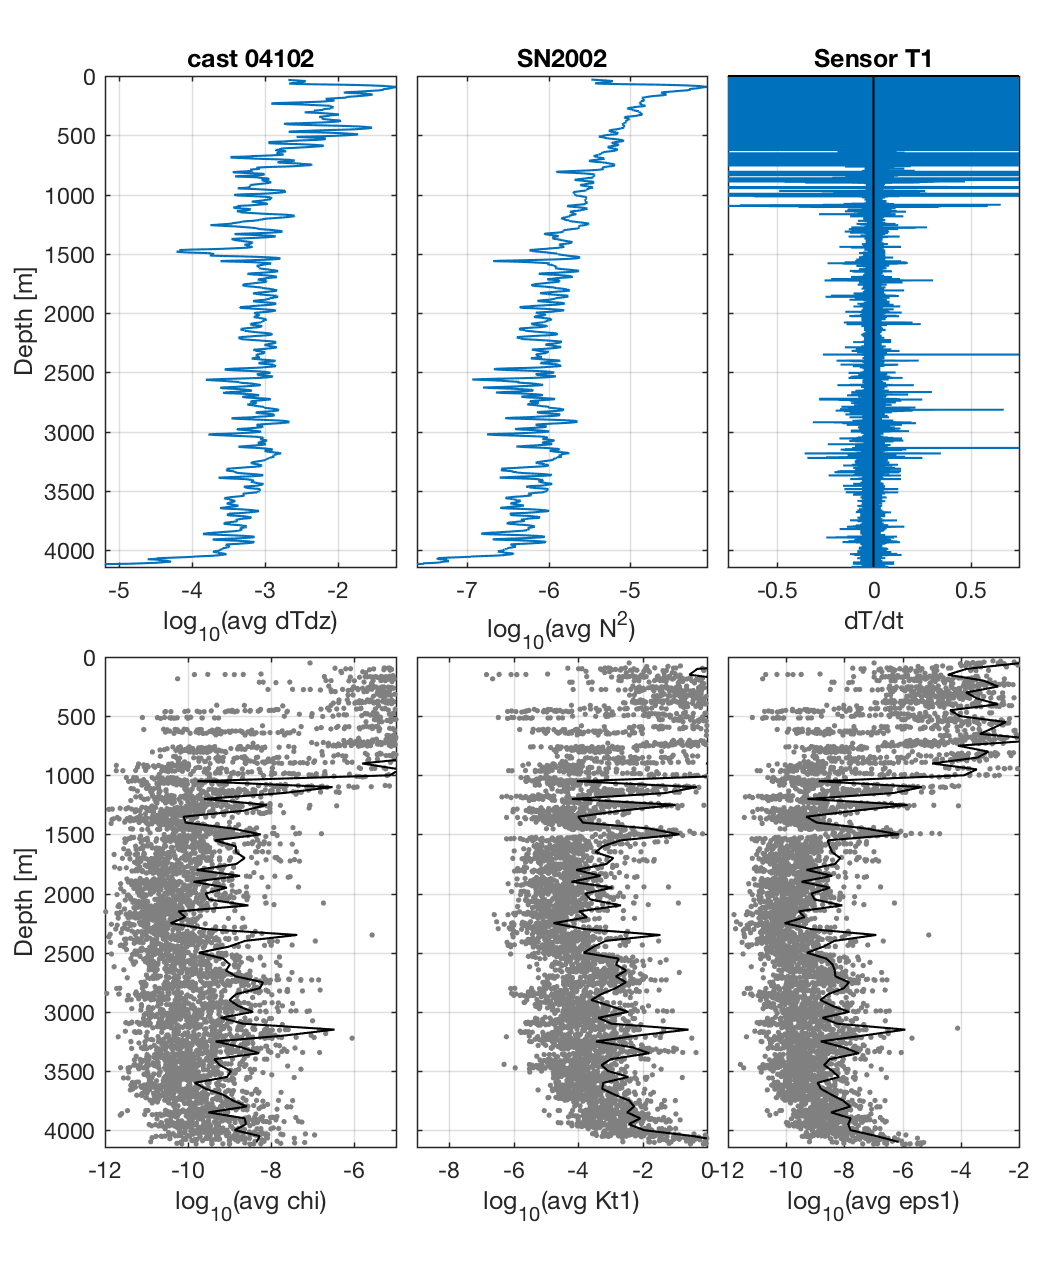 cast 04102
SN2002
Sensor T1
0
500
1000
1500
2000
2500
3000
3500
4000
Depth [m]
-5 -4 -3 -2
-7 -6 -5
-0.5 0 0.5
log10(avg dTdz)
log10(avg N2)
dT/dt
0
500
1000
1500
2000
2500
3000
3500
4000
Depth [m]
-12 -10 -8 -6
-8 -6 -4 -2 0
-12 -10 -8 -6 -4 -2
log10(avg chi)
log10(avg Kt1)
log10(avg eps1)